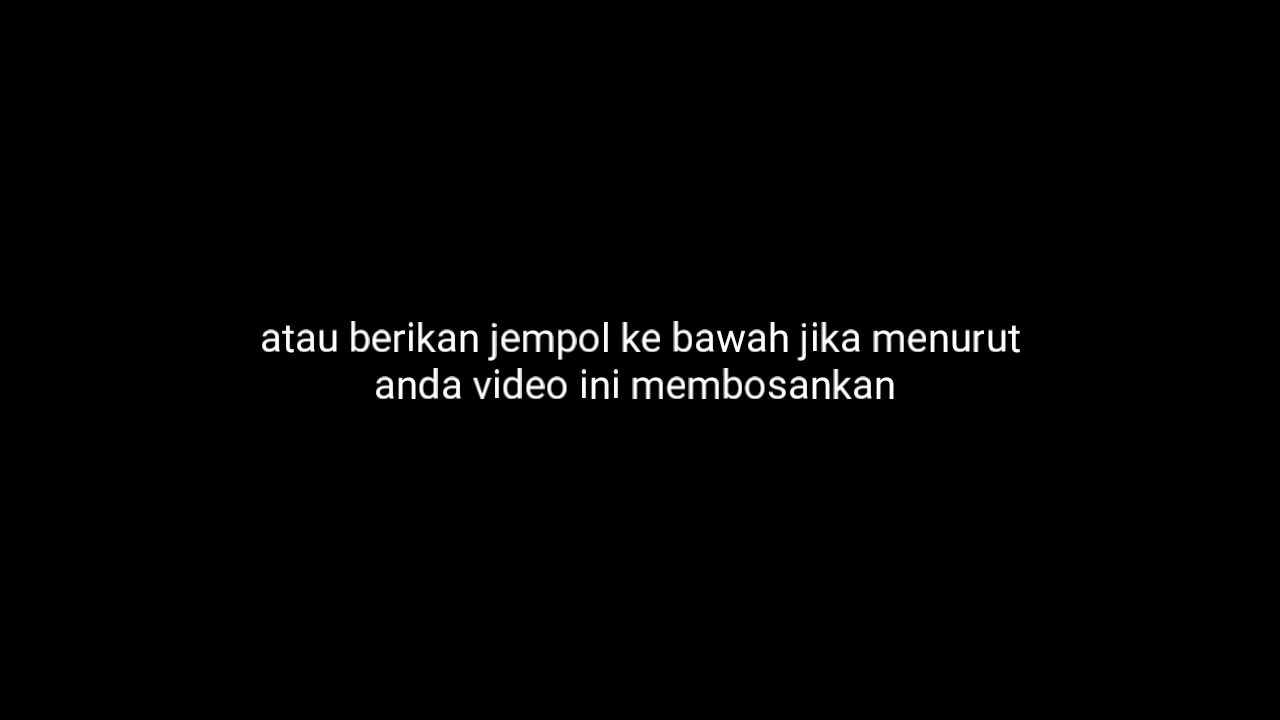 atau berikan jempol ke bawah jika menurut
anda video ini membosankan